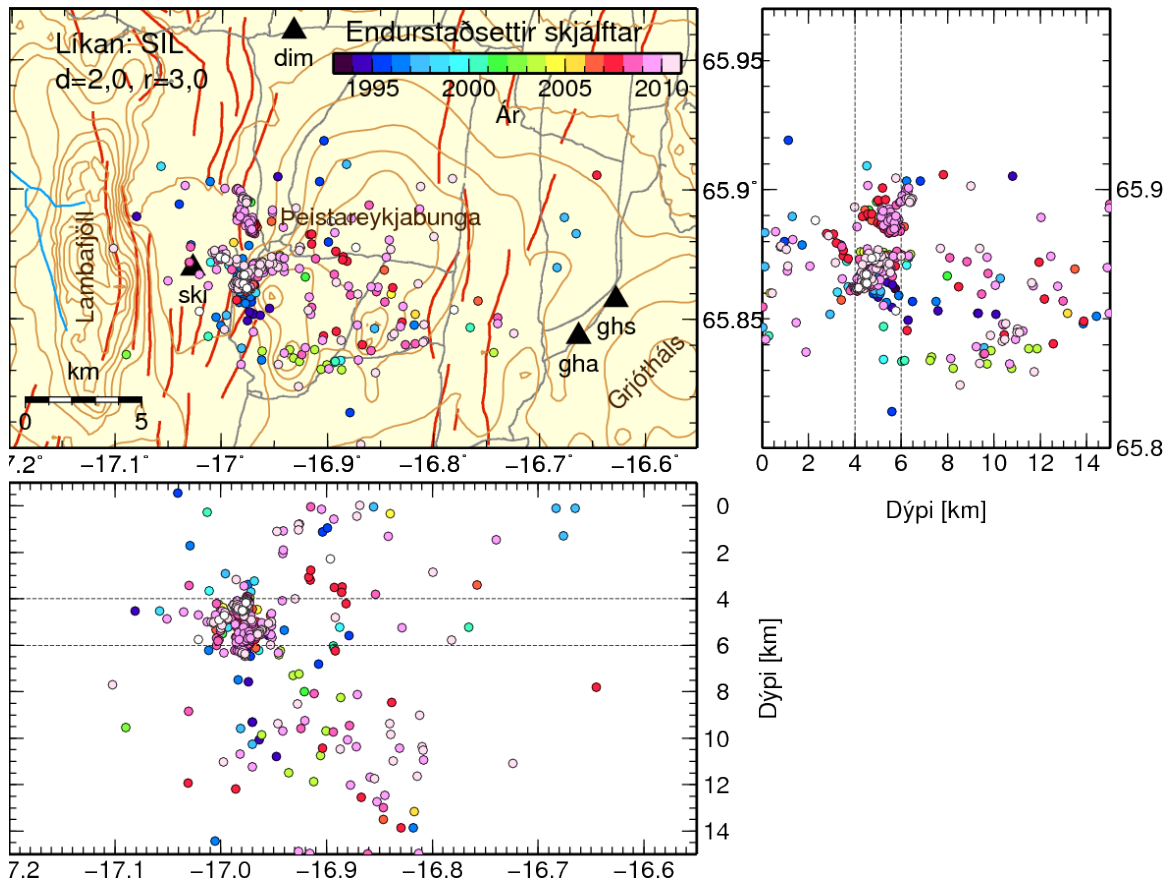 Líkan: SIL
d=2,0, r=3,0
dim
Endurstaðsettir skjálftar
1995 2000 2005 2010
Ár
Lambafjöll
Þeistareykjabunga
ski
ghs
gha
Grjótháls
km
0 5
65.95
65.9°
65.85
65.9
65.8
7.2° −17.1° −17° −16.9° −16.8° −16.7° −16.6°
0 2 4 6 8 10 12 14
Dýpi [km]
0
2
4
6
8
10
12
14
Dýpi [km]
7.2 −17.1 −17.0 −16.9 −16.8 −16.7 −16.6